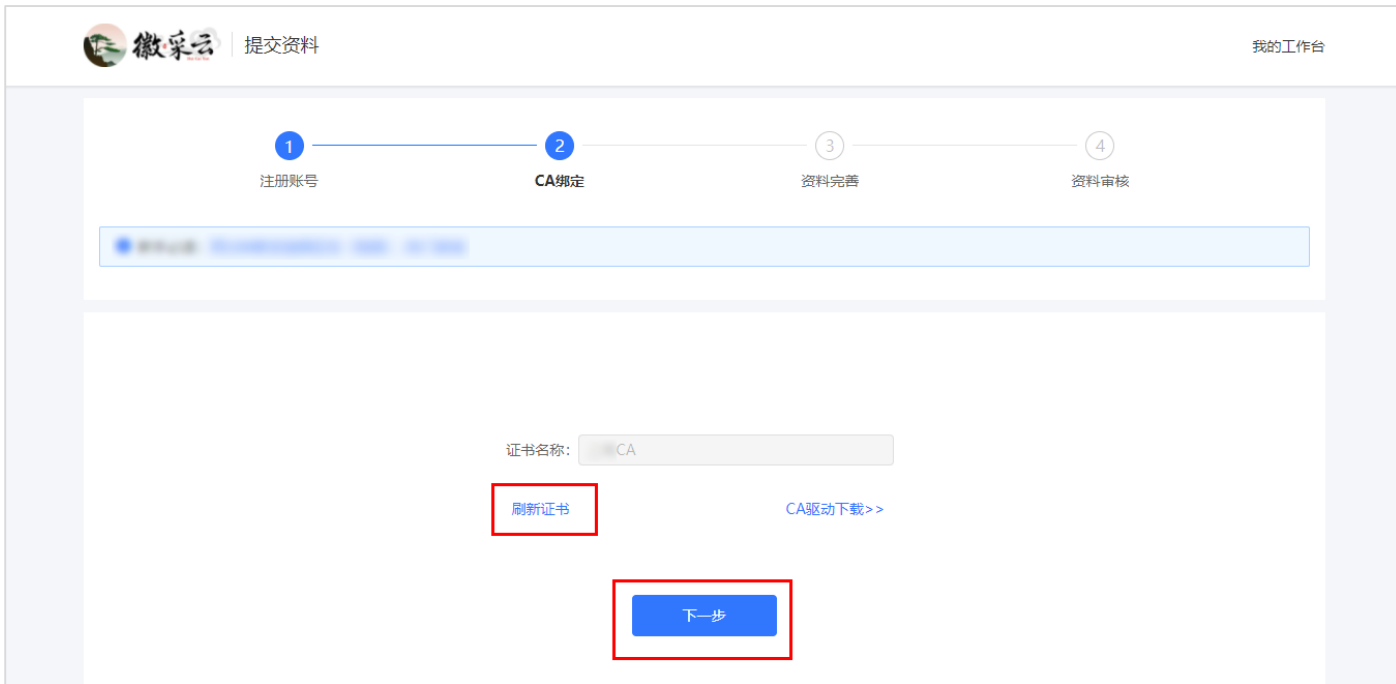 徽采云 提交资料 我的工作台
1 2 3 4
注册账号 CA绑定 资料完善 资料审核
证书名称： CA
刷新证书 CA驱动下载>>
下一步